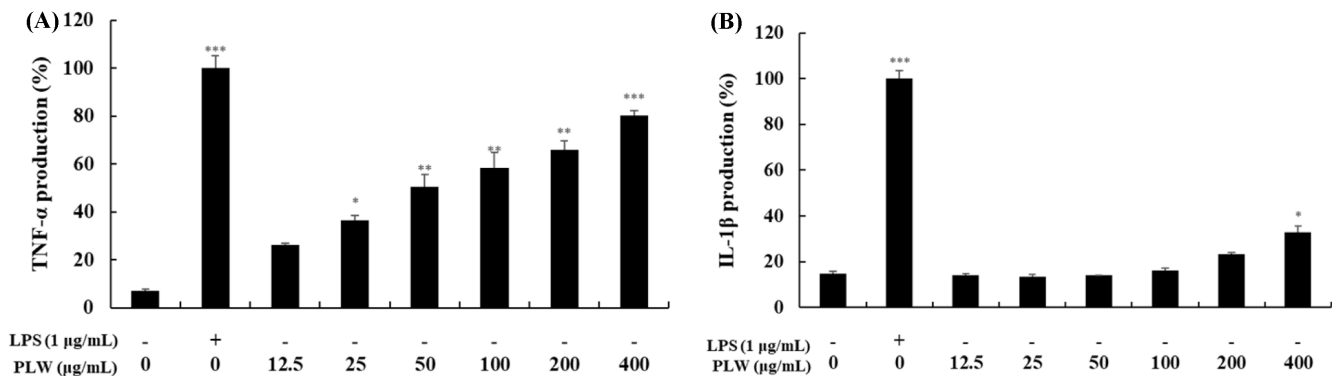 (A)
TNF-α production (%)
120
100
80
60
40
20
0
***
*
**
**
**
***
LPS (1 μg/mL) - + - - - - - -
PLW (μg/mL) 0 0 12.5 25 50 100 200 400
(B)
IL-1β production (%)
120
100
80
60
40
20
0
***
*
LPS (1 μg/mL) - + - - - - - -
PLW (μg/mL) 0 0 12.5 25 50 100 200 400